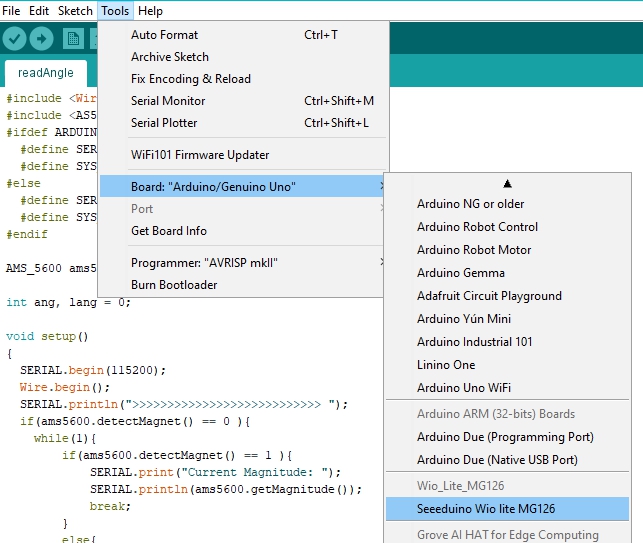 File Edit Sketch Tools Help
readAngle
Auto Format Ctrl+T
Archive Sketch
Fix Encoding & Reload
Serial Monitor Ctrl+Shift+M
Serial Plotter Ctrl+Shift+L
WiFi101 Firmware Updater
Board: "Arduino/Genuino Uno"
Port
Get Board Info
Programmer: "AVRISP mkII"
Burn Bootloader
Arduino NG or older
Arduino Robot Control
Arduino Robot Motor
Arduino Gemma
Adafruit Circuit Playground
Arduino Yún Mini
Arduino Industrial 101
Linino One
Arduino Uno WiFi
Arduino ARM (32-bits) Boards
Arduino Due (Programming Port)
Arduino Due (Native USB Port)
Wio_Lite_MG126
Seeeduino Wio lite MG126
Grove AI HAT for Edge Computing
#include <Wir
#include <AS5
#ifdef ARDUIN
#define SER
#define SYS
#else
#define SER
#define SYS
#endif
AMS_5600 ams5
int ang, lang = 0;
void setup()
{
SERIAL.begin(115200);
Wire.begin();
SERIAL.println(">>>>>>>>>>>>>>>>>>>>>>>>>>> ");
if(ams5600.detectMagnet() == 0 ){
while(1){
if(ams5600.detectMagnet() == 1 ){
SERIAL.print("Current Magnitude: ");
SERIAL.println(ams5600.getMagnitude());
break;
}
else{